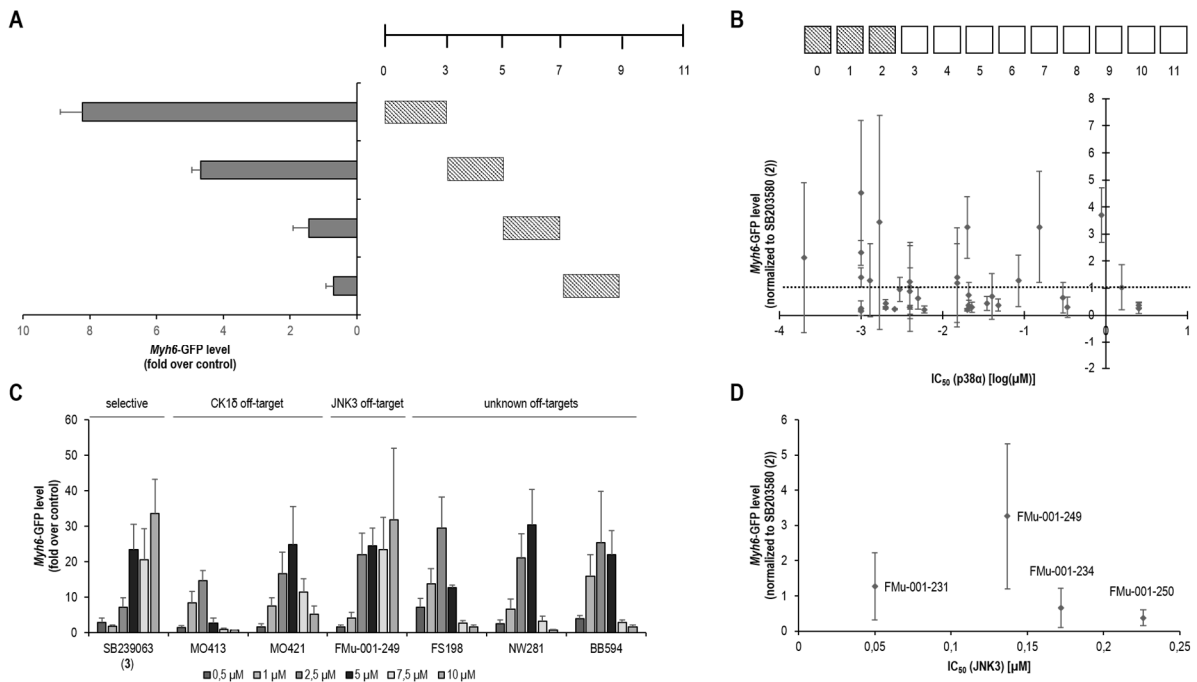 A
0 3 5 7 9 11
10 8 6 4 2 0
Myh6-GFP level
(fold over control)
B
0 1 2 3 4 5 6 7 8 9 10 11
Myh6-GFP level
(normalized to SB203580 (2))
8
7
6
5
4
3
2
1
0
-1
-2
-4 -3 -2 -1 0 1
IC50 (p38α) [log(µM)]
C
selective CK1δ off-target JNK3 off-target unknown off-targets
Myh6-GFP level
(fold over control)
60
50
40
30
20
10
0
SB239063 MO413 MO421 FMu-001-249 FS198 NW281 BB594
(3)
0,5 µM 1 µM 2,5 µM 5 µM 7,5 µM 10 µM
D
Myh6-GFP level
(normalized to SB203580 (2))
6
5
4
3
2
1
0
FMu-001-249
FMu-001-234
FMu-001-231
FMu-001-250
0 0,05 0,1 0,15 0,2 0,25
IC50 (JNK3) [µM]